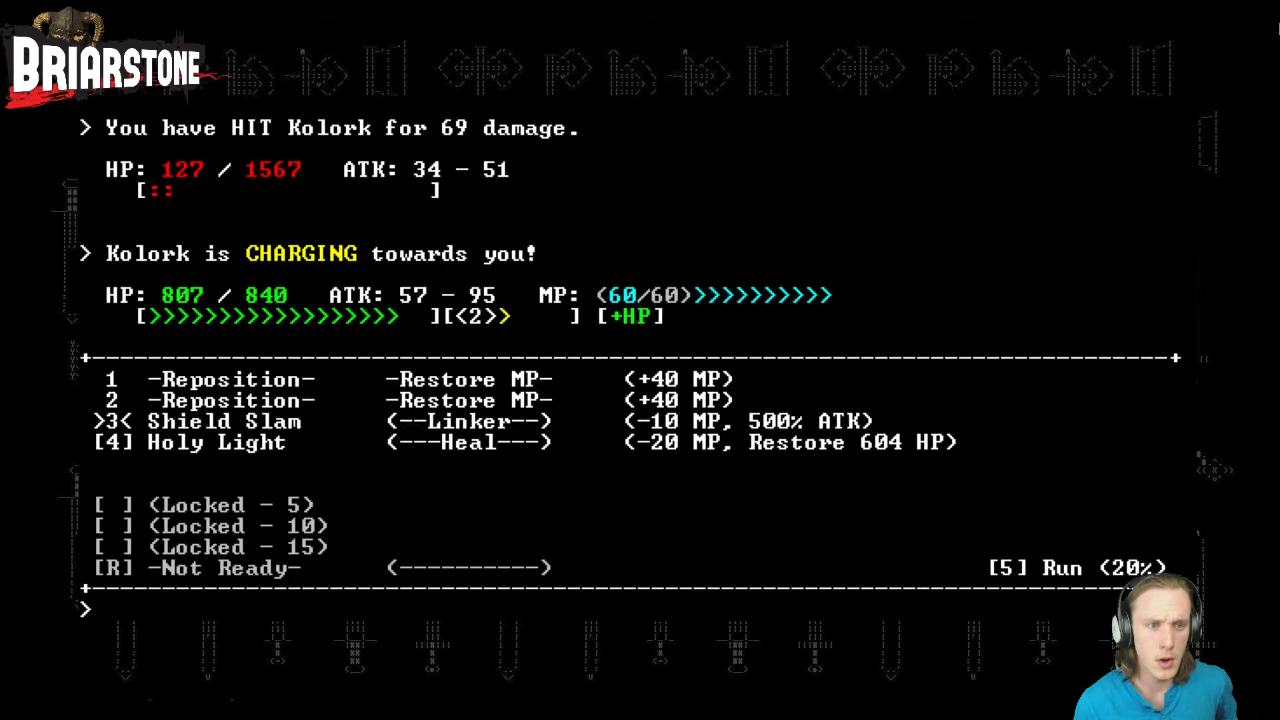 BRIARSTONE
> You have HIT Kolork for 69 damage.
HP: 127 / 1567 ATK: 34 - 51
[:: ]
> Kolork is CHARGING towards you!
HP: 807 / 840 ATK: 57 - 95 MP: (60/60)>>>>>>>>>>
[>>>>>>>>>>>>>>>>>> ][<2>> ] [+HP]
+-----------------------------------------------------------------------------+
1 -Reposition- -Restore MP- (+40 MP)
2 -Reposition- -Restore MP- (+40 MP)
>3< Shield Slam (--Linker--) (-10 MP, 500% ATK)
[4] Holy Light (---Heal---) (-20 MP, Restore 604 HP)
[ ] (Locked - 5)
[ ] (Locked - 10)
[ ] (Locked - 15)
[R] -Not Ready- (----------) [5] Run (20%)
+-----------------------------------------------------------------------------
>